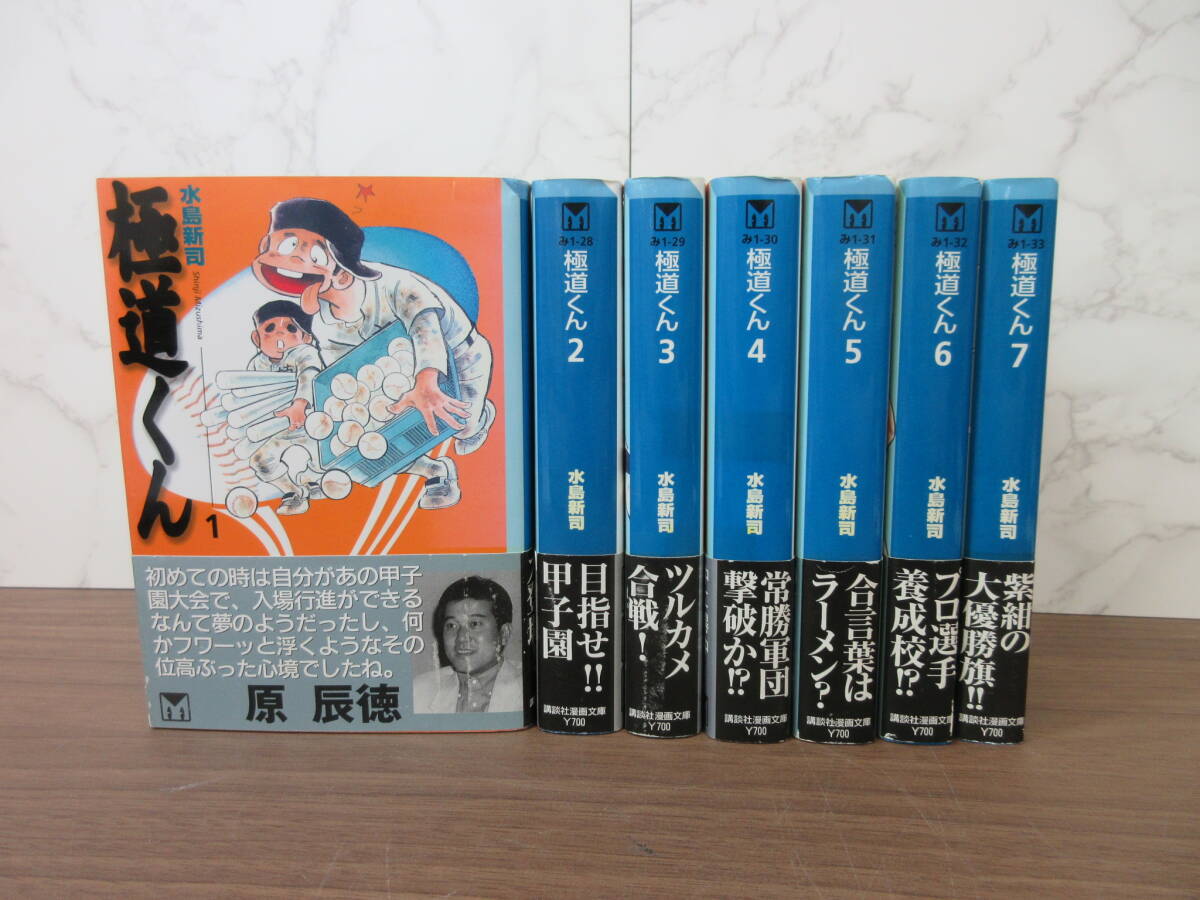 極道くん
水島新司
Shinji Mizushima
1
初めての時は自分があの甲子
園大会で、入場行進ができる
なんて夢のようだったし、何
かフワーッと浮くようなその
位高ぶった心境でしたね。
原 辰徳
み1-28
極道くん 2
水島新司
目指せ!!
甲子園
講談社漫画文庫
Y700
み1-29
極道くん 3
水島新司
ツルカメ
合戦!
講談社漫画文庫
Y700
み1-30
極道くん 4
水島新司
常勝軍団
撃破か!?
講談社漫画文庫
Y700
み1-31
極道くん 5
水島新司
合言葉は
ラーメン?
講談社漫画文庫
Y700
み1-32
極道くん 6
水島新司
プロ選手
養成校!?
講談社漫画文庫
Y700
み1-33
極道くん 7
水島新司
紫紺の
大優勝旗!!
講談社漫画文庫
Y700